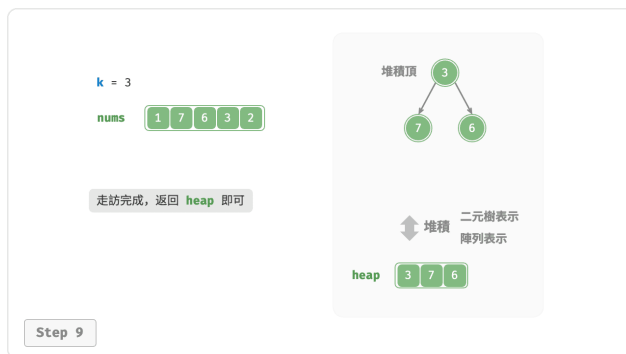 k = 3
nums 1 7 6 3 2
走訪完成，返回 heap 即可
堆積頂 3
7 6
堆積 二元樹表示
陣列表示
heap 3 7 6
Step 9